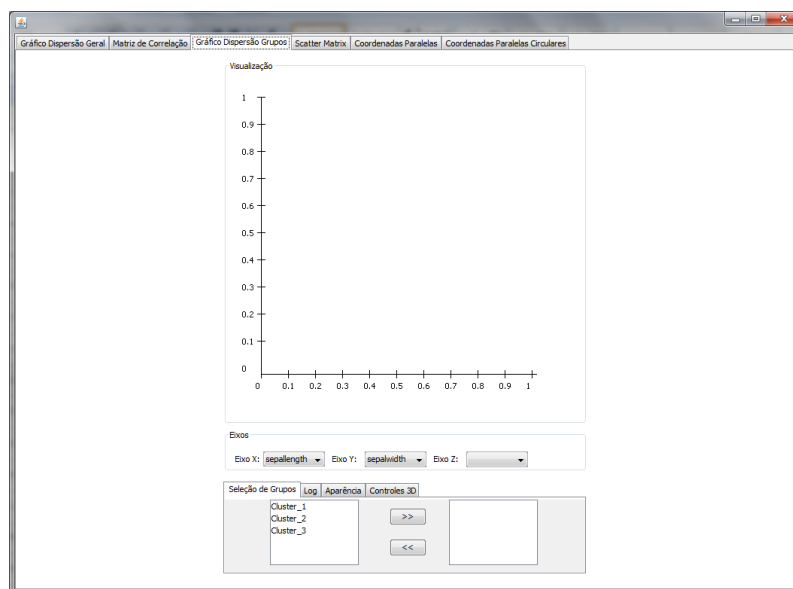 Gráfico Dispersão Geral Matriz de Correlação Gráfico Dispersão Grupos Scatter Matrix Coordenadas Paralelas Coordenadas Paralelas Circulares
Visualização
1
0.9
0.8
0.7
0.6
0.5
0.4
0.3
0.2
0.1
0
0 0.1 0.2 0.3 0.4 0.5 0.6 0.7 0.8 0.9 1
Eixos
Eixo X: sepallength Eixo Y: sepalwidth Eixo Z:
Seleção de Grupos Log Aparência Controles 3D
Cluster_1
Cluster_2
Cluster_3
>>
<<